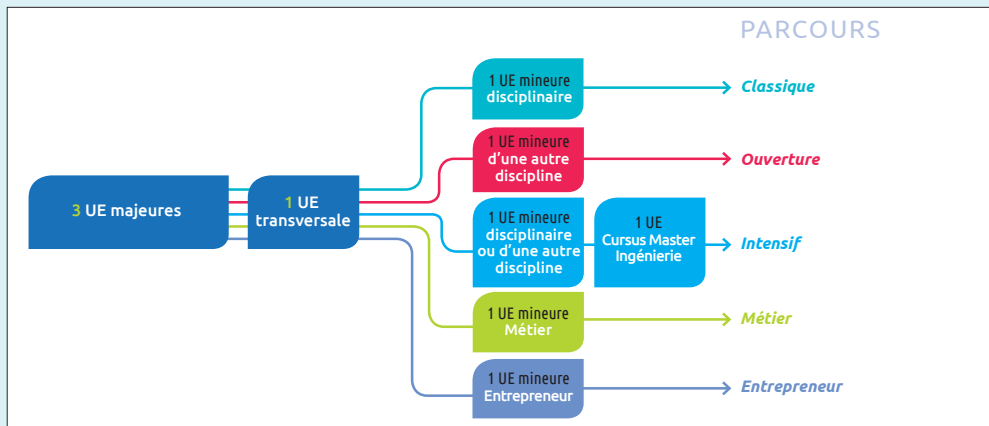 PARCOURS
1 UE mineure
disciplinaire
Classique
1 UE mineure
d'une autre
discipline
Ouverture
3 UE majeures
1 UE
transversale
1 UE mineure
disciplinaire
ou d'une autre
discipline
1 UE
Cursus Master
Ingénierie
Intensif
1 UE mineure
Métier
Métier
1 UE mineure
Entrepreneur
Entrepreneur